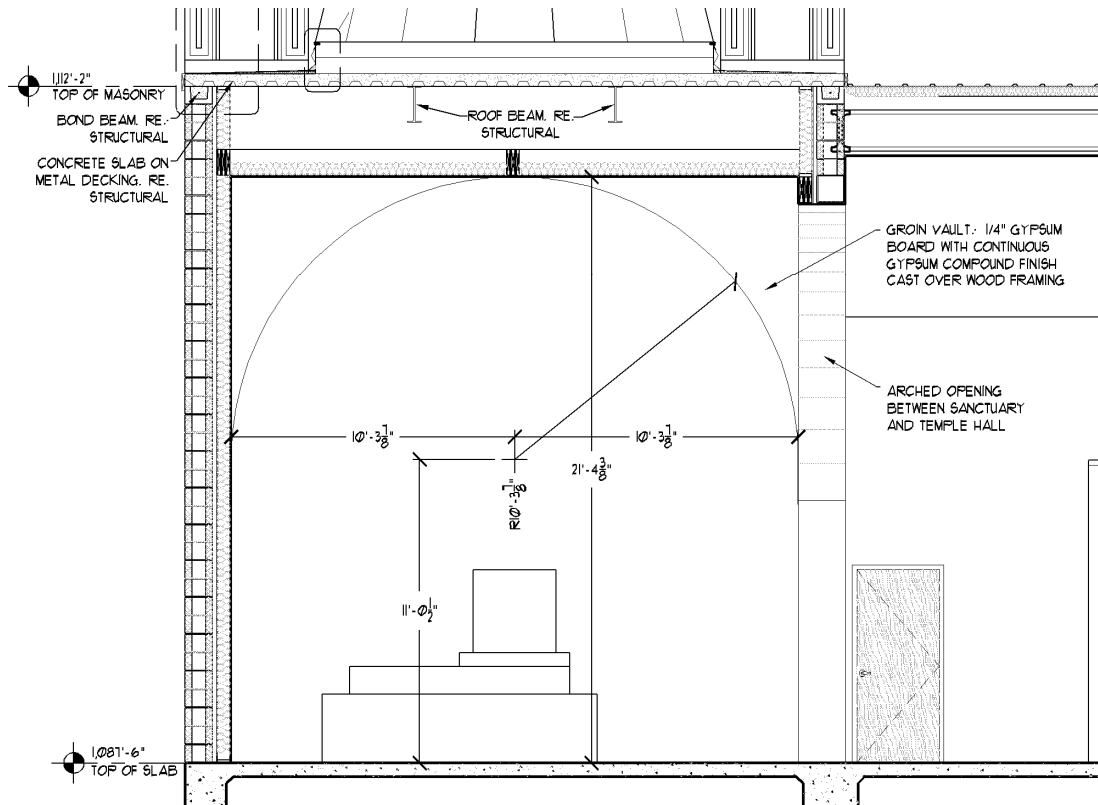 1,112'-2"
TOP OF MASONRY
BOND BEAM. RE:
STRUCTURAL
CONCRETE SLAB ON
METAL DECKING. RE.
STRUCTURAL
ROOF BEAM. RE.
STRUCTURAL
GROIN VAULT: 1/4" GYPSUM
BOARD WITH CONTINUOUS
GYPSUM COMPOUND FINISH
CAST OVER WOOD FRAMING
ARCHED OPENING
BETWEEN SANCTUARY
AND TEMPLE HALL
10'-3 7/8"
10'-3 7/8"
21'-4 3/8"
R10'-3 7/8"
11'-0 1/2"
1,087'-6"
TOP OF SLAB